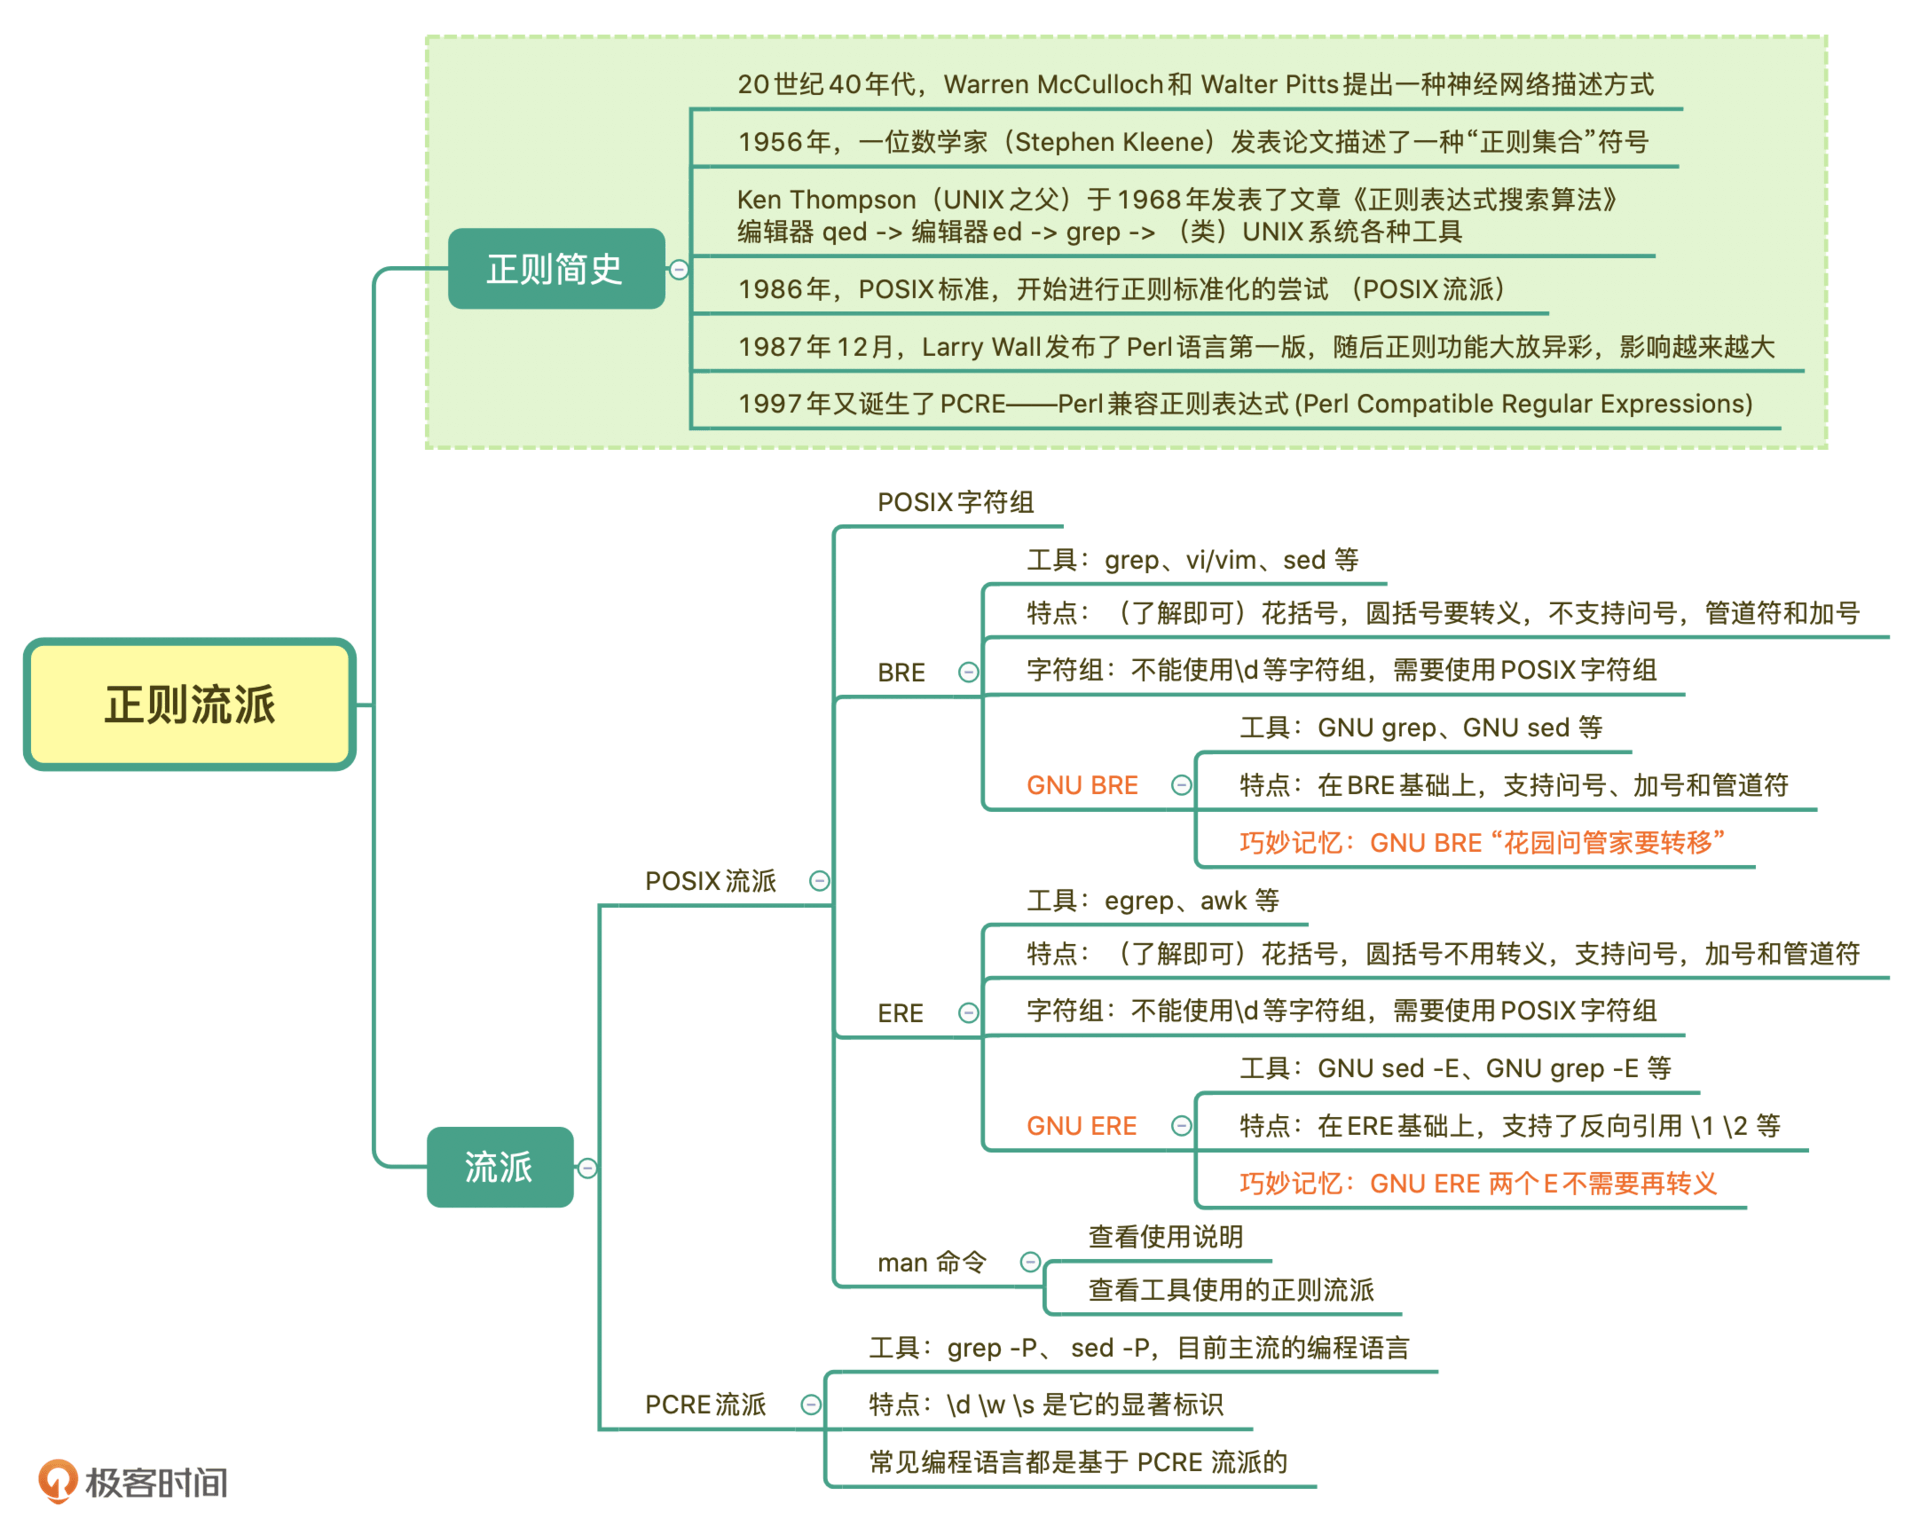 正则流派
正则简史
20世纪40年代，Warren McCulloch和 Walter Pitts提出一种神经网络描述方式
1956年，一位数学家（Stephen Kleene）发表论文描述了一种“正则集合”符号
Ken Thompson（UNIX之父）于1968年发表了文章《正则表达式搜索算法》
编辑器 qed -> 编辑器ed -> grep -> （类）UNIX系统各种工具
1986年，POSIX标准，开始进行正则标准化的尝试 （POSIX流派）
1987年12月，Larry Wall发布了Perl语言第一版，随后正则功能大放异彩，影响越来越大
1997年又诞生了PCRE——Perl兼容正则表达式(Perl Compatible Regular Expressions)
流派
POSIX流派
POSIX字符组
BRE
工具：grep、vi/vim、sed 等
特点：（了解即可）花括号，圆括号要转义，不支持问号，管道符和加号
字符组：不能使用\d等字符组，需要使用POSIX字符组
GNU BRE
工具：GNU grep、GNU sed 等
特点：在BRE基础上，支持问号、加号和管道符
巧妙记忆：GNU BRE “花园问管家要转移”
ERE
工具：egrep、awk 等
特点：（了解即可）花括号，圆括号不用转义，支持问号，加号和管道符
字符组：不能使用\d等字符组，需要使用POSIX字符组
GNU ERE
工具：GNU sed -E、GNU grep -E 等
特点：在ERE基础上，支持了反向引用 \1 \2 等
巧妙记忆：GNU ERE 两个E不需要再转义
man 命令
查看使用说明
查看工具使用的正则流派
PCRE流派
工具：grep -P、 sed -P，目前主流的编程语言
特点：\d \w \s 是它的显著标识
常见编程语言都是基于 PCRE 流派的
极客时间